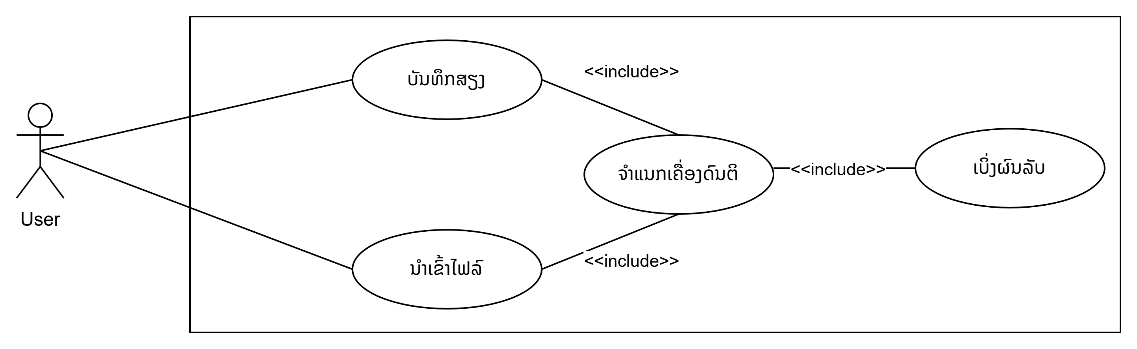 ບັນທຶກສຽງ
<<include>>
ຈຳແນກເຄື່ອງດົນຕີ
<<include>>
ເບິ່ງຜົນລັບ
User
ນຳເຂົ້າໄຟລ໌
<<include>>